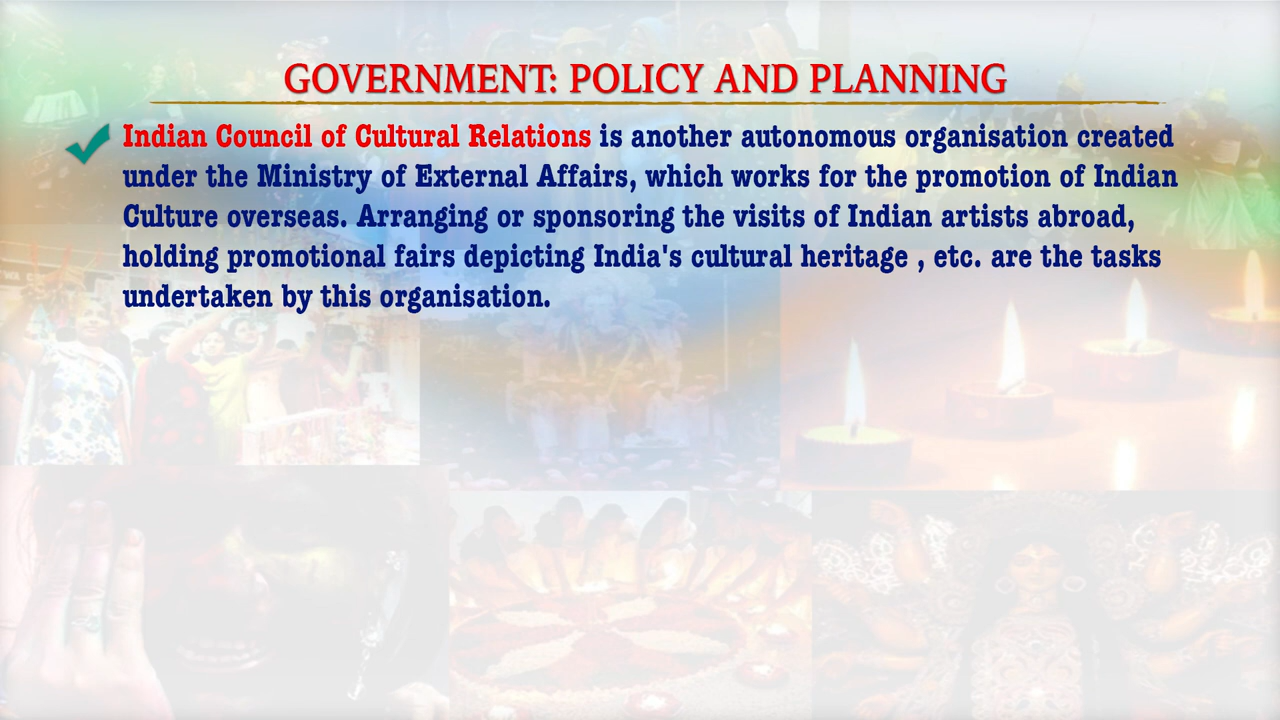 GOVERNMENT: POLICY AND PLANNING
Indian Council of Cultural Relations is another autonomous organisation created
under the Ministry of External Affairs, which works for the promotion of Indian
Culture overseas. Arranging or sponsoring the visits of Indian artists abroad,
holding promotional fairs depicting India's cultural heritage , etc. are the tasks
undertaken by this organisation.